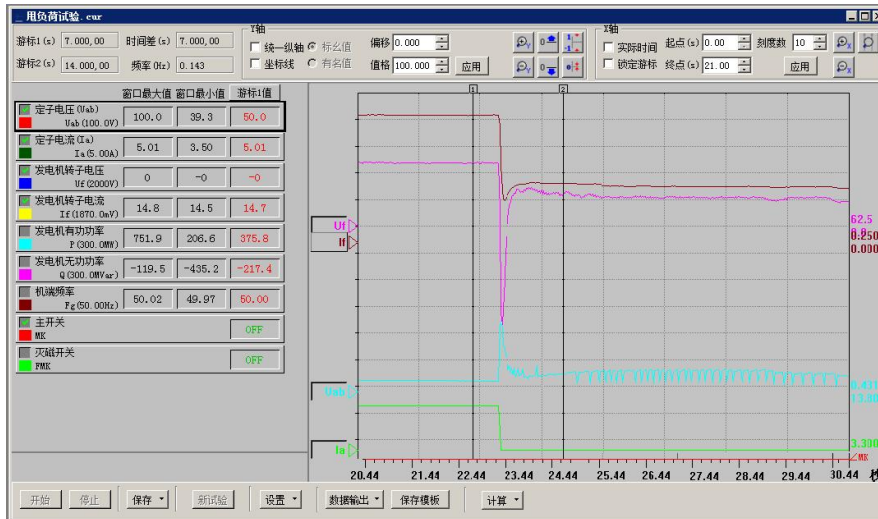 甩负荷试验.cur
游标1(s) 7.000,00 时间差(s) 7.000,00
游标2(s) 14.000,00 频率(Hz) 0.143
Y轴
统一纵轴 标幺值 偏移 0.000
坐标线 有名值 值格 100.000 应用
X轴
实际时间 起点(s) 0.00 刻度数 10
锁定游标 终点(s) 21.00 应用
窗口最大值 窗口最小值 游标1值
定子电压(Uab)
Uab(100.0V) 100.0 39.3 50.0
定子电流(Ia)
Ia(5.00A) 5.01 3.50 5.01
发电机转子电压
Uf(2000V) 0 -0 -0
发电机转子电流
If(1870.0mV) 14.8 14.5 14.7
发电机有功功率
P(300.0MW) 751.9 206.6 375.8
发电机无功功率
Q(300.0MVar) -119.5 -435.2 -217.4
机端频率
Fg(50.00Hz) 50.02 49.97 50.00
主开关
MK OFF
灭磁开关
FMK OFF
1 2
Uf
If
Uab
Ia
62.5
0.250
0.000
0.431
13.80
3.300
MK
20.44 21.44 22.44 23.44 24.44 25.44 26.44 27.44 28.44 29.44 30.44 秒
开始 停止 保存 新试验 设置 数据输出 保存模板 计算